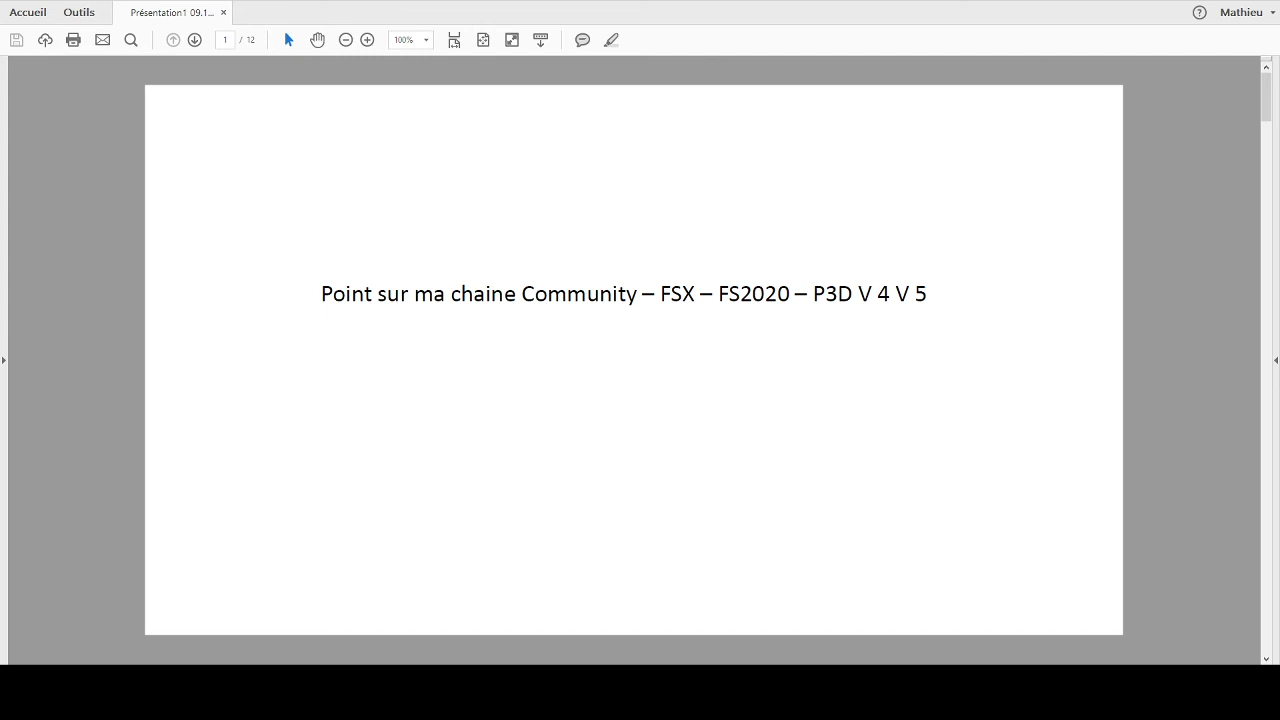 Accueil Outils Présentation1 09.1... × Mathieu
1 / 12 100%
Point sur ma chaine Community – FSX – FS2020 – P3D V 4 V 5